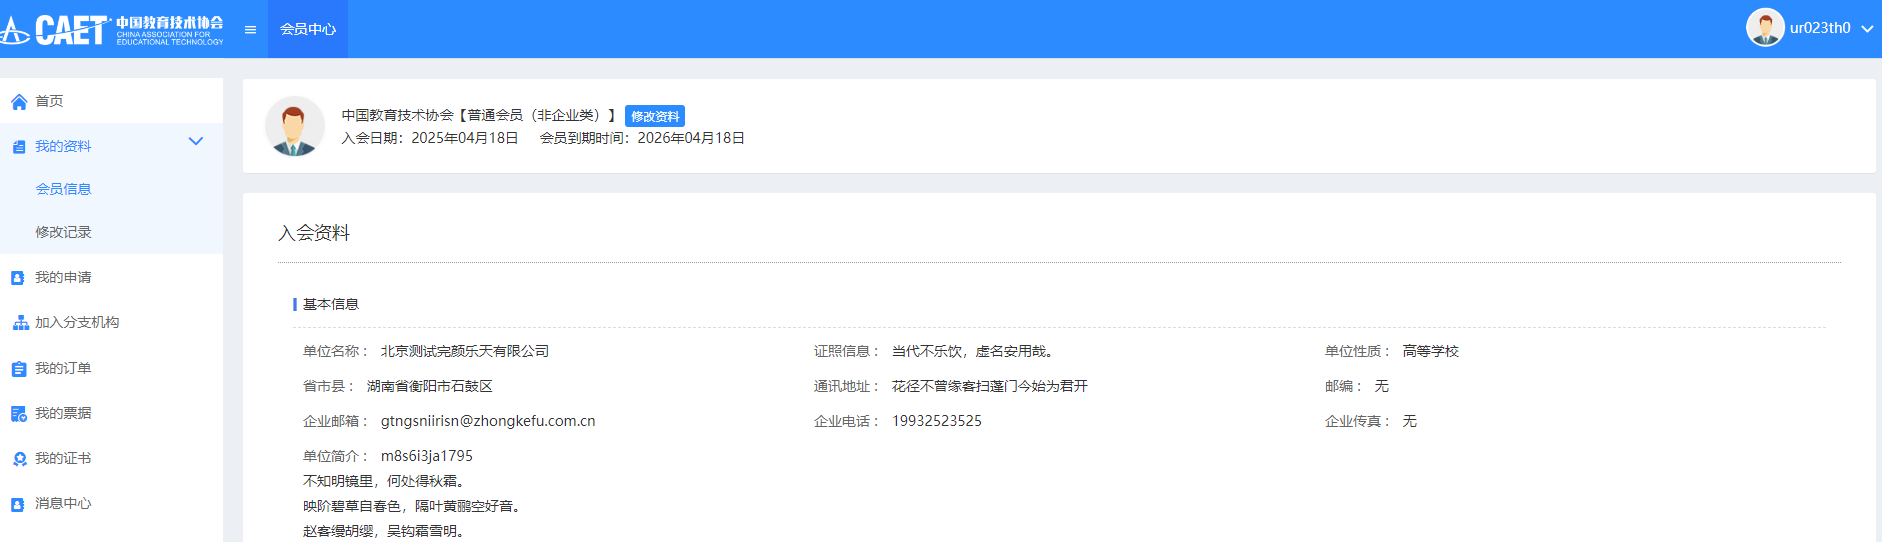 CAET 中国教育技术协会
CHINA ASSOCIATION FOR
EDUCATIONAL TECHNOLOGY
会员中心
ur023th0
首页
我的资料
会员信息
修改记录
我的申请
加入分支机构
我的订单
我的票据
我的证书
消息中心
中国教育技术协会【普通会员（非企业类）】 修改资料
入会日期：2025年04月18日 会员到期时间：2026年04月18日
入会资料
基本信息
单位名称： 北京测试完颜乐天有限公司 证照信息： 当代不乐饮，虚名安用哉。 单位性质： 高等学校
省市县： 湖南省衡阳市石鼓区 通讯地址： 花径不曾缘客扫蓬门今始为君开 邮编： 无
企业邮箱： gtngsniirisn@zhongkefu.com.cn 企业电话： 19932523525 企业传真： 无
单位简介： m8s6i3ja1795
不知明镜里，何处得秋霜。
映阶碧草自春色，隔叶黄鹂空好音。
赵客缦胡缨，吴钩霜雪明。